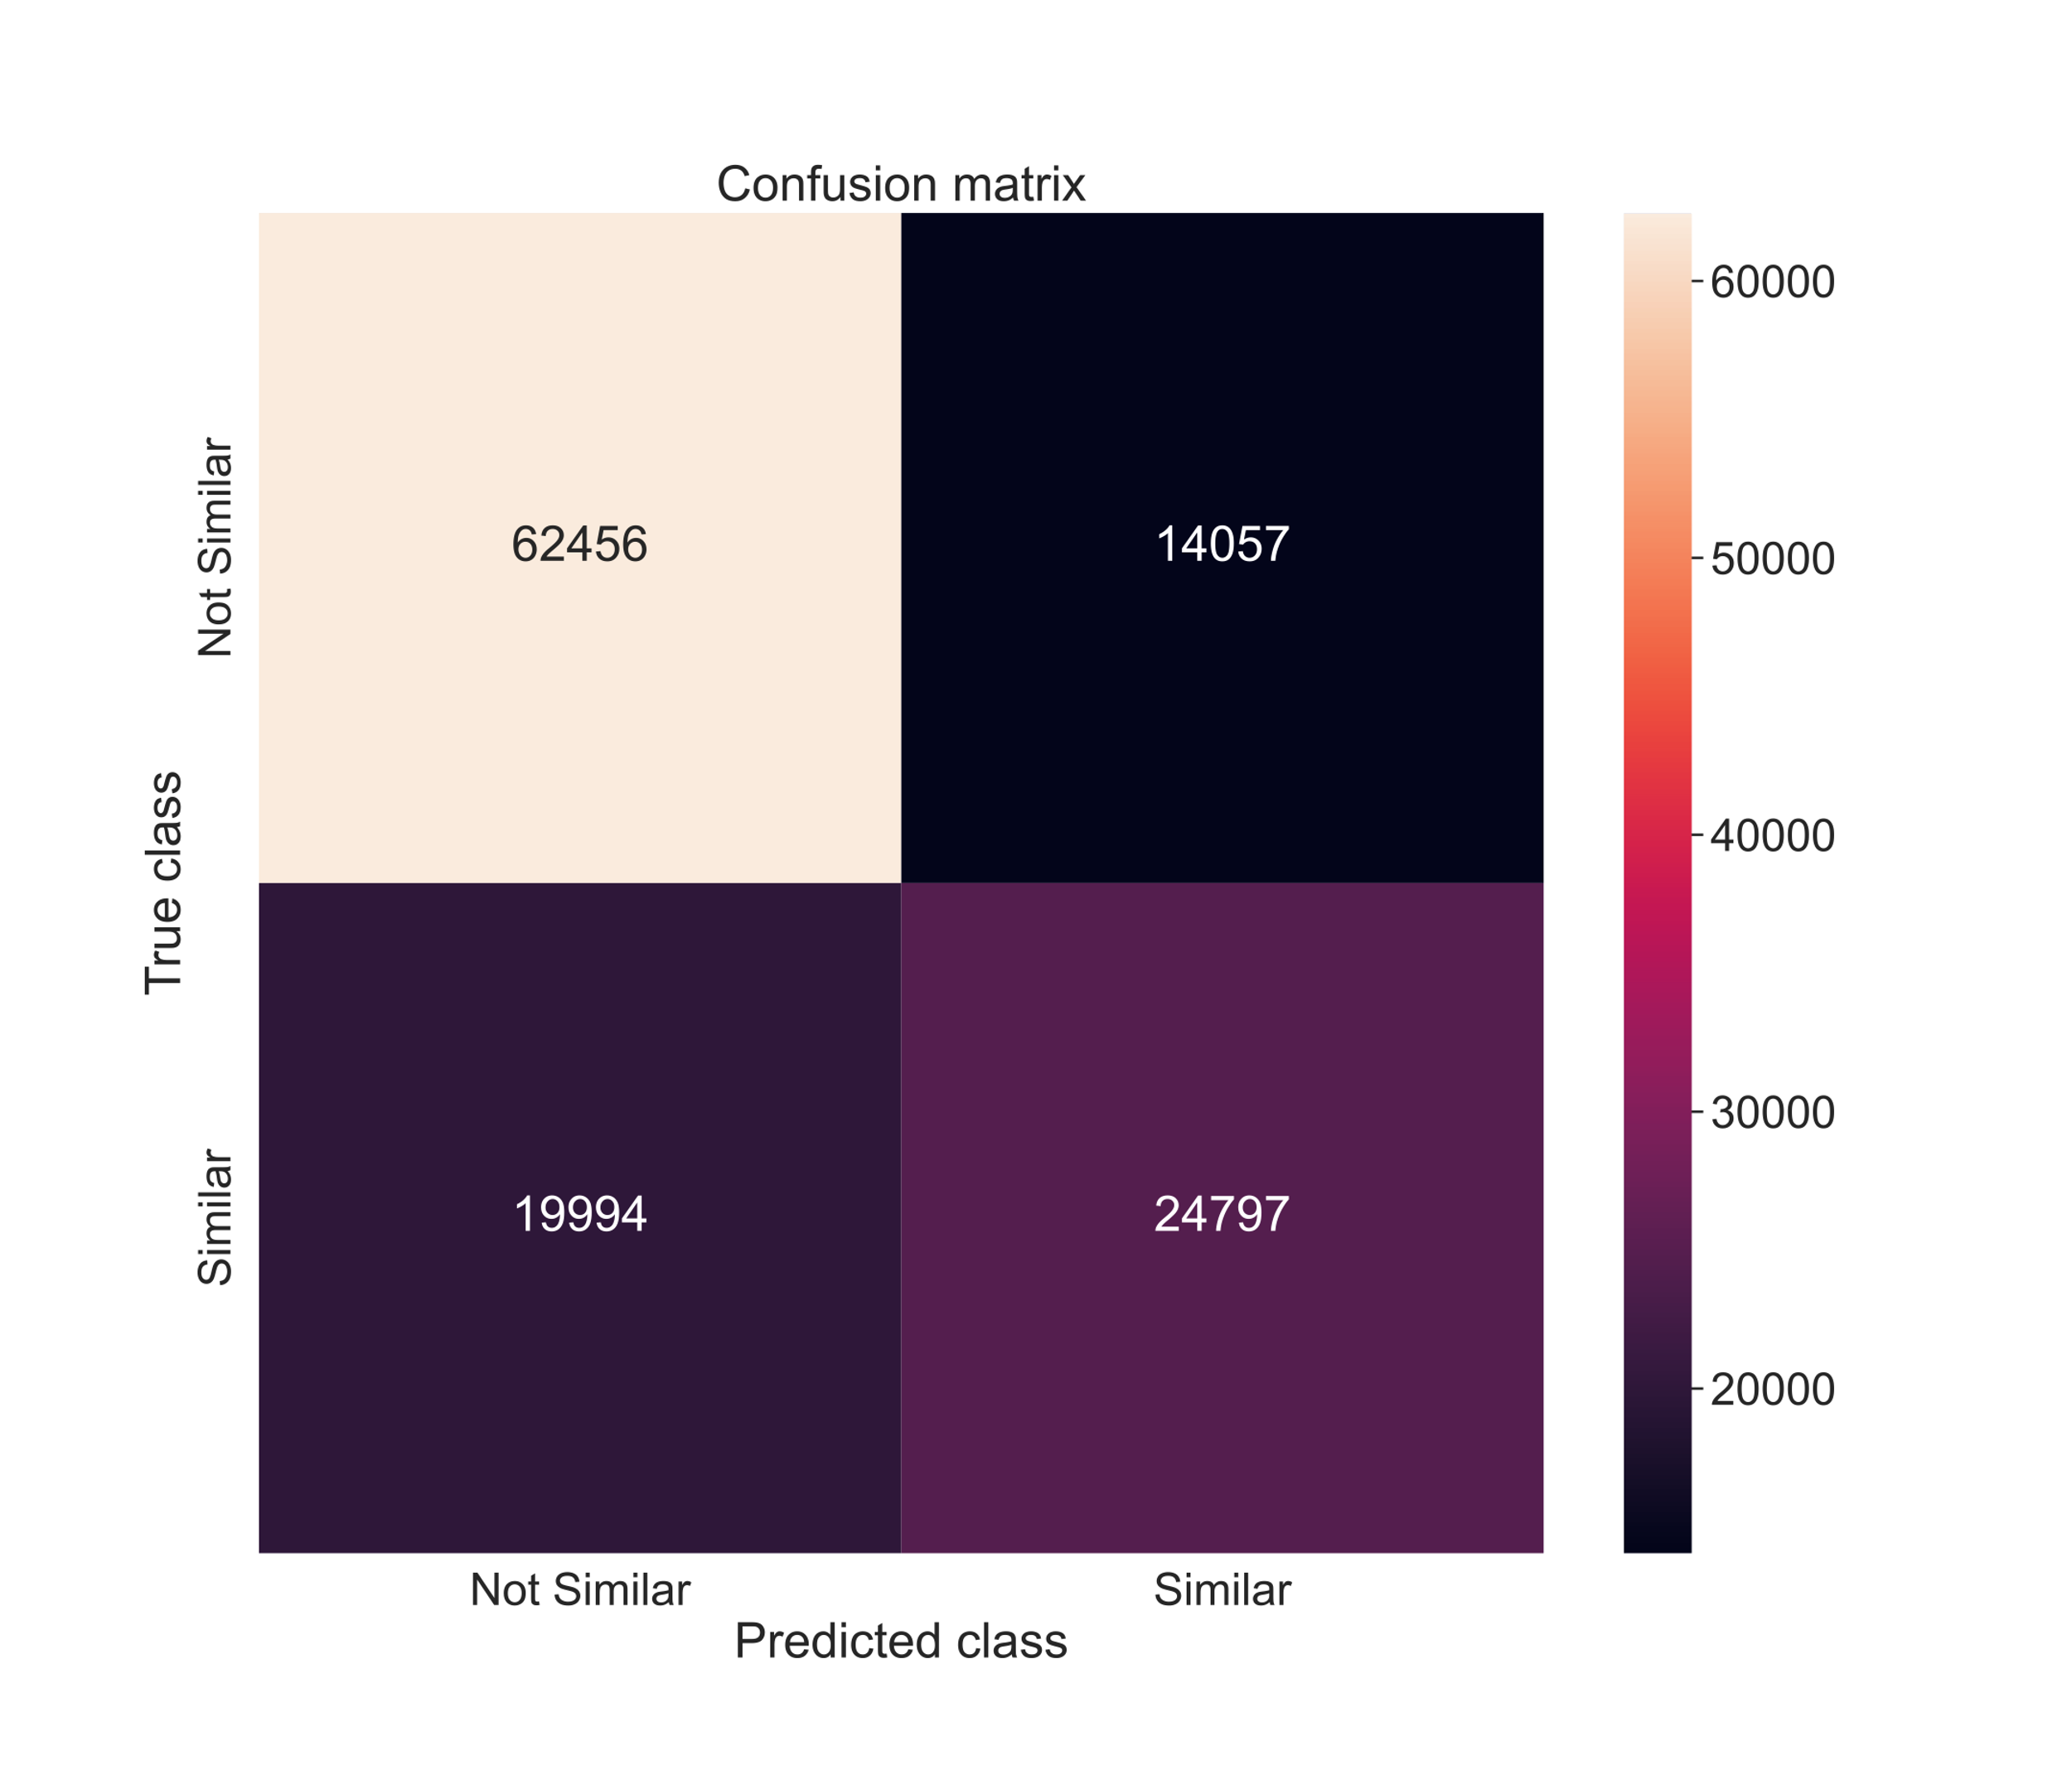 Confusion matrix
Not Similar
Similar
True class
62456
14057
19994
24797
Not Similar
Similar
Predicted class
60000
50000
40000
30000
20000